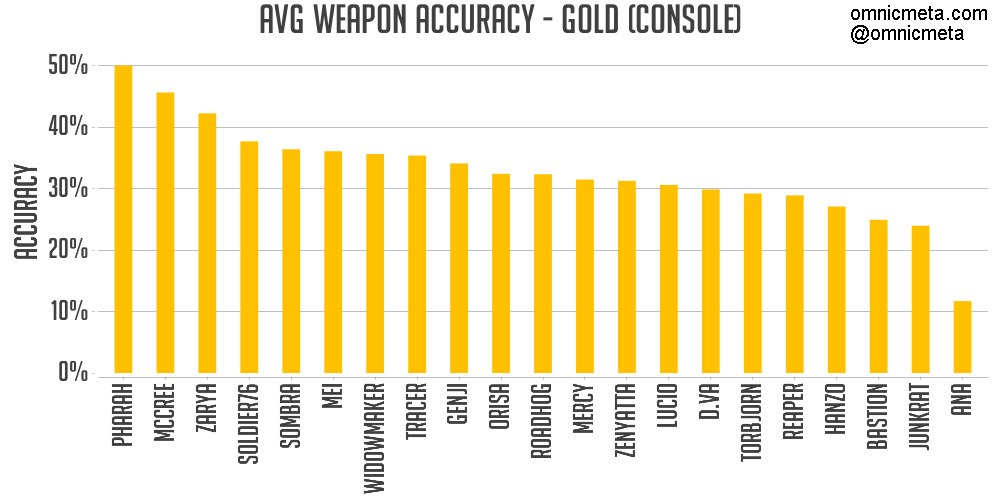 AVG WEAPON ACCURACY - GOLD (CONSOLE)
omnicmeta.com
@omnicmeta
ACCURACY
50%
40%
30%
20%
10%
0%
PHARAH
MCCREE
ZARYA
SOLDIER76
SOMBRA
MEI
WIDOWMAKER
TRACER
GENJI
ORISA
ROADHOG
MERCY
ZENYATTA
LUCIO
D.VA
TORBJORN
REAPER
HANZO
BASTION
JUNKRAT
ANA